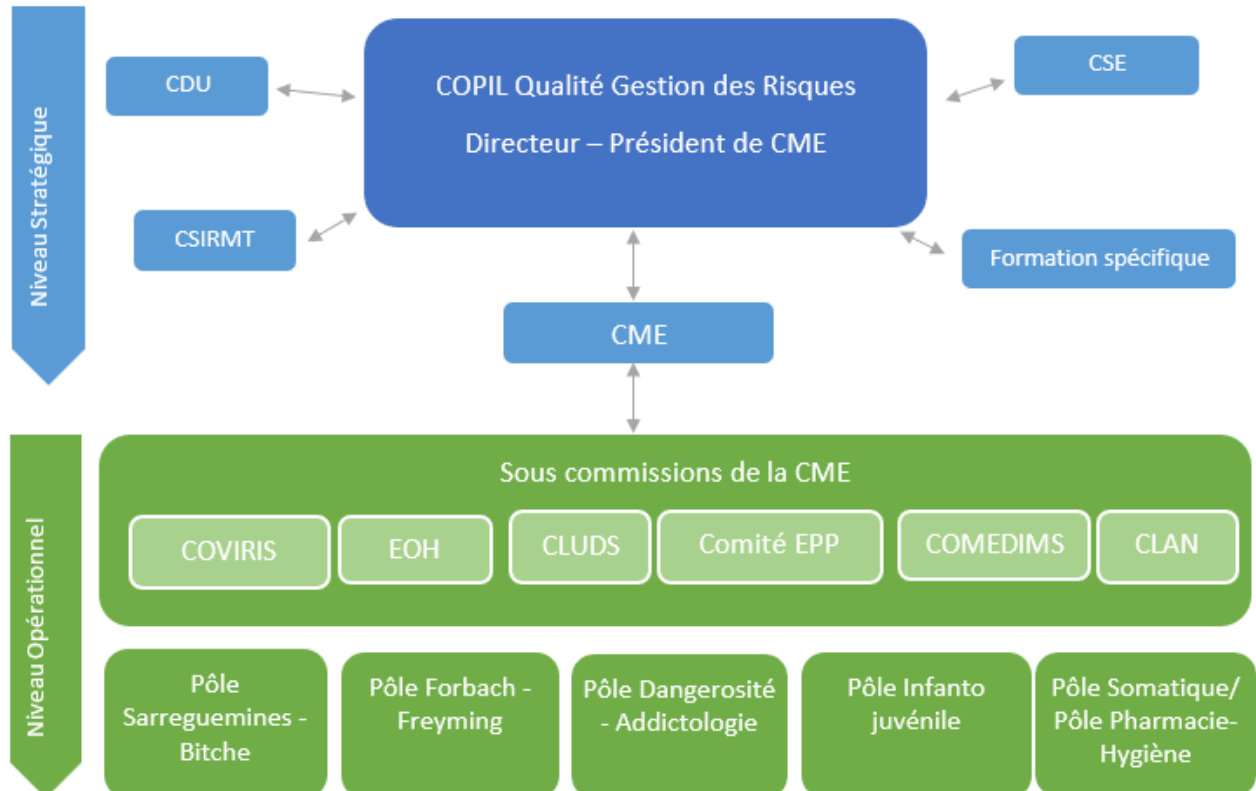 Niveau Stratégique
CDU
COPIL Qualité Gestion des Risques
Directeur – Président de CME
CSE
CSIRMT
Formation spécifique
CME
Niveau Opérationnel
Sous commissions de la CME
COVIRIS
EOH
CLUDS
Comité EPP
COMEDIMS
CLAN
Pôle
Sarreguemines -
Bitche
Pôle Forbach -
Freyming
Pôle Dangerosité
- Addictologie
Pôle Infanto
juvénile
Pôle Somatique/
Pôle Pharmacie-
Hygiène